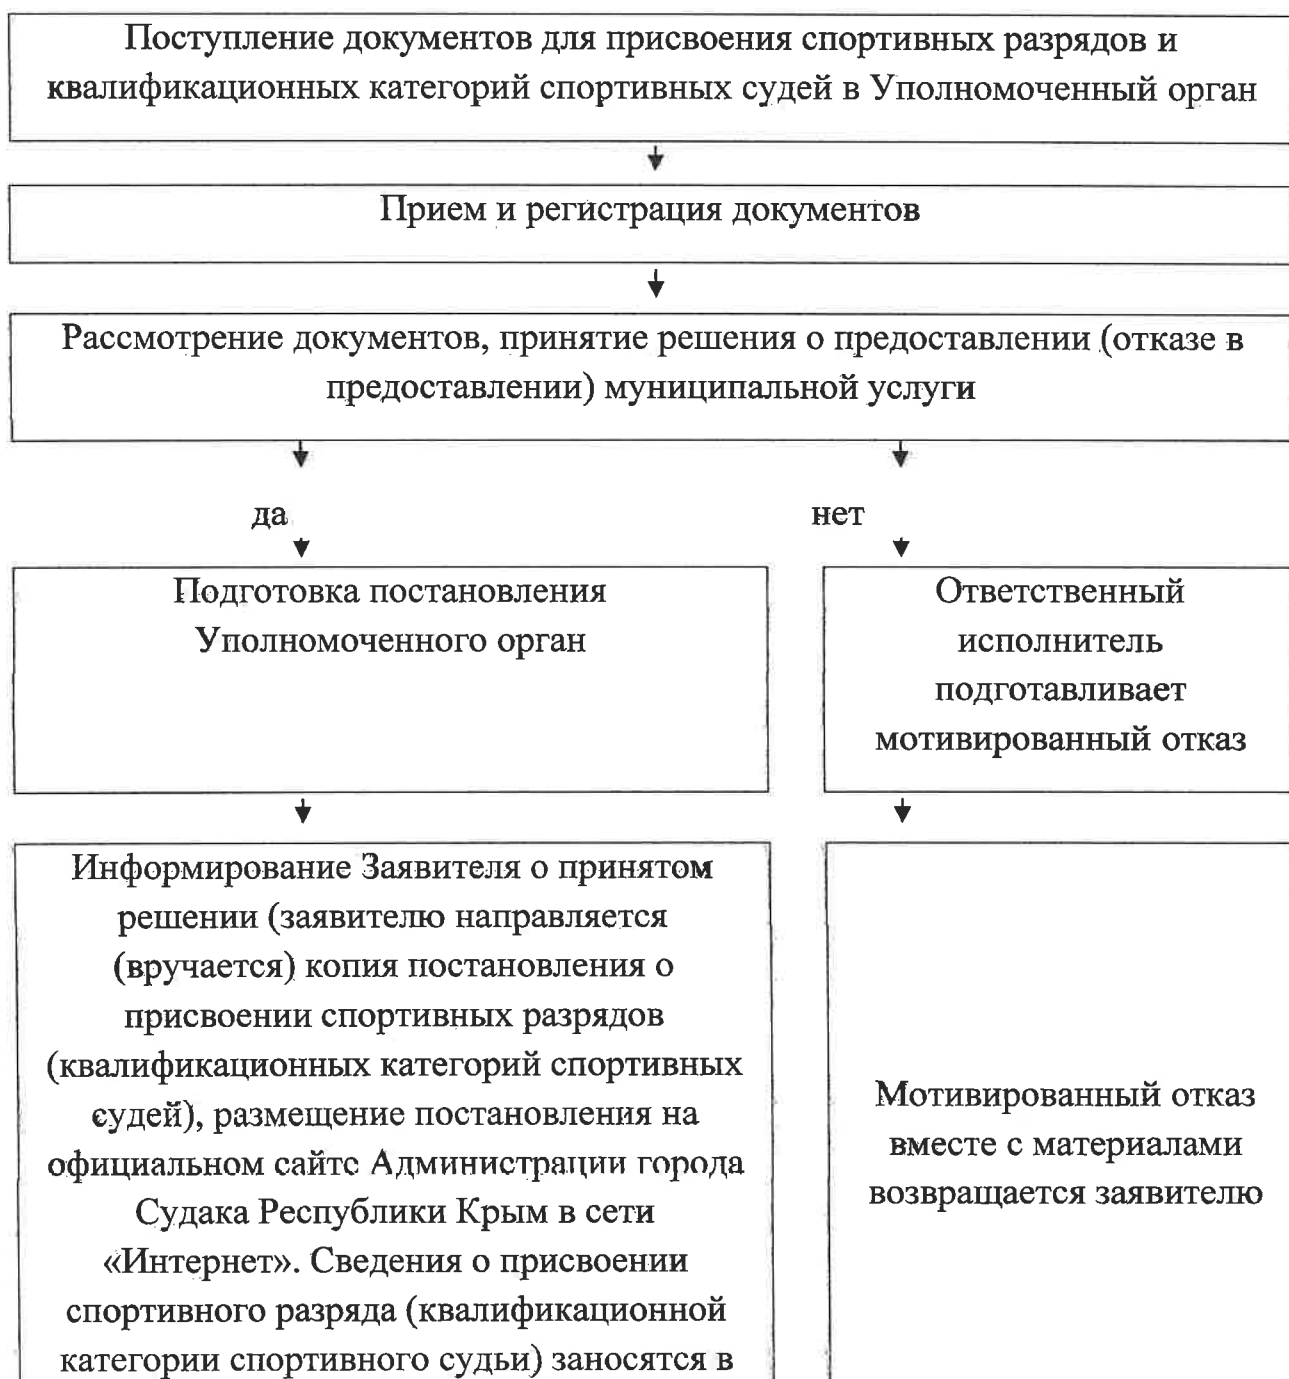 Поступление документов для присвоения спортивных разрядов и
квалификационных категорий спортивных судей в Уполномоченный орган
Прием и регистрация документов
Рассмотрение документов, принятие решения о предоставлении (отказе в
предоставлении) муниципальной услуги
да
нет
Подготовка постановления
Уполномоченного орган
Ответственный
исполнитель
подготавливает
мотивированный отказ
Информирование Заявителя о принятом
решении (заявителю направляется
(вручается) копия постановления о
присвоении спортивных разрядов
(квалификационных категорий спортивных
судей), размещение постановления на
официальном сайте Администрации города
Судака Республики Крым в сети
«Интернет». Сведения о присвоении
спортивного разряда (квалификационной
категории спортивного судьи) заносятся в
Мотивированный отказ
вместе с материалами
возвращается заявителю